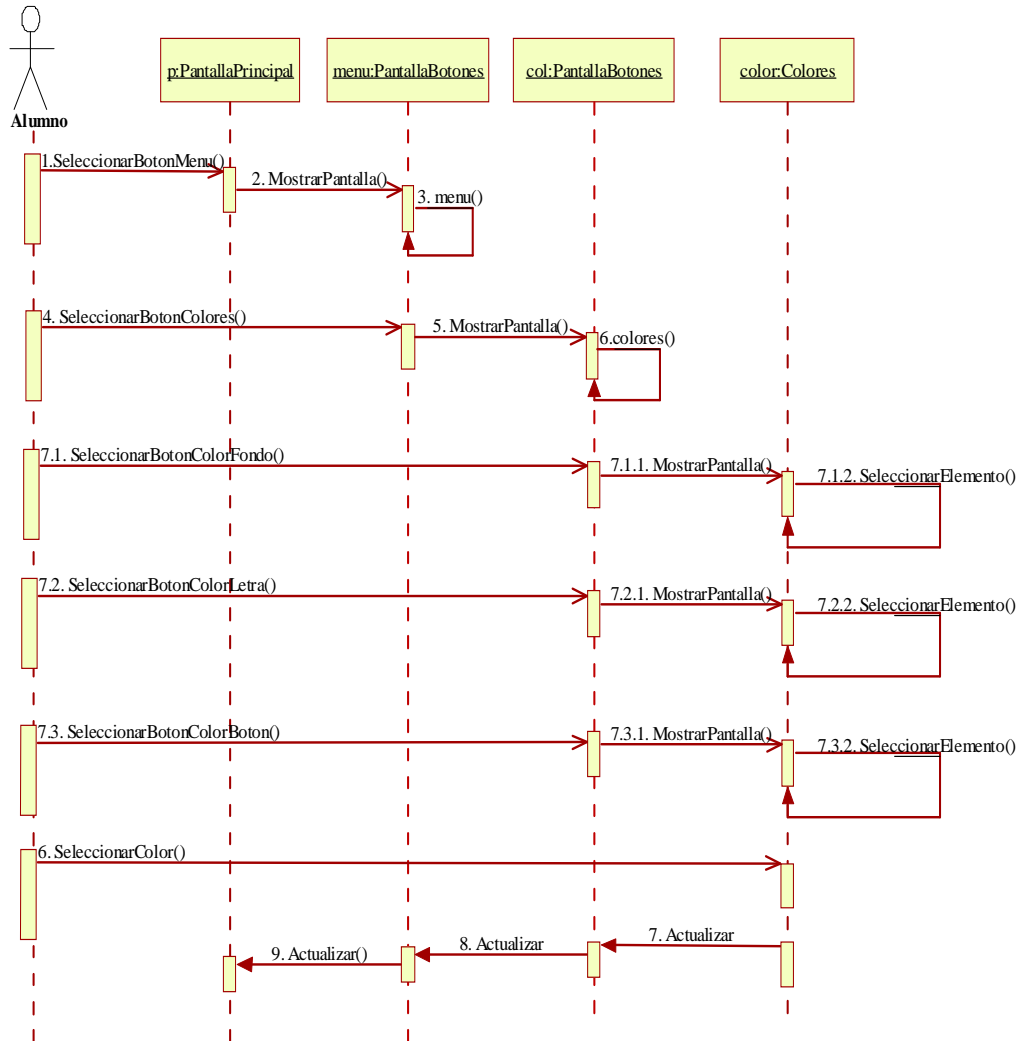 p:PantallaPrincipal
menu:PantallaBotones
col:PantallaBotones
color:Colores
Alumno
1.SeleccionarBotonMenu()
2. MostrarPantalla()
3. menu()
4. SeleccionarBotonColores()
5. MostrarPantalla()
6.colores()
7.1. SeleccionarBotonColorFondo()
7.1.1. MostrarPantalla()
7.1.2. SeleccionarElemento()
7.2. SeleccionarBotonColorLetra()
7.2.1. MostrarPantalla()
7.2.2. SeleccionarElemento()
7.3. SeleccionarBotonColorBoton()
7.3.1. MostrarPantalla()
7.3.2. SeleccionarElemento()
6. SeleccionarColor()
7. Actualizar
8. Actualizar
9. Actualizar()